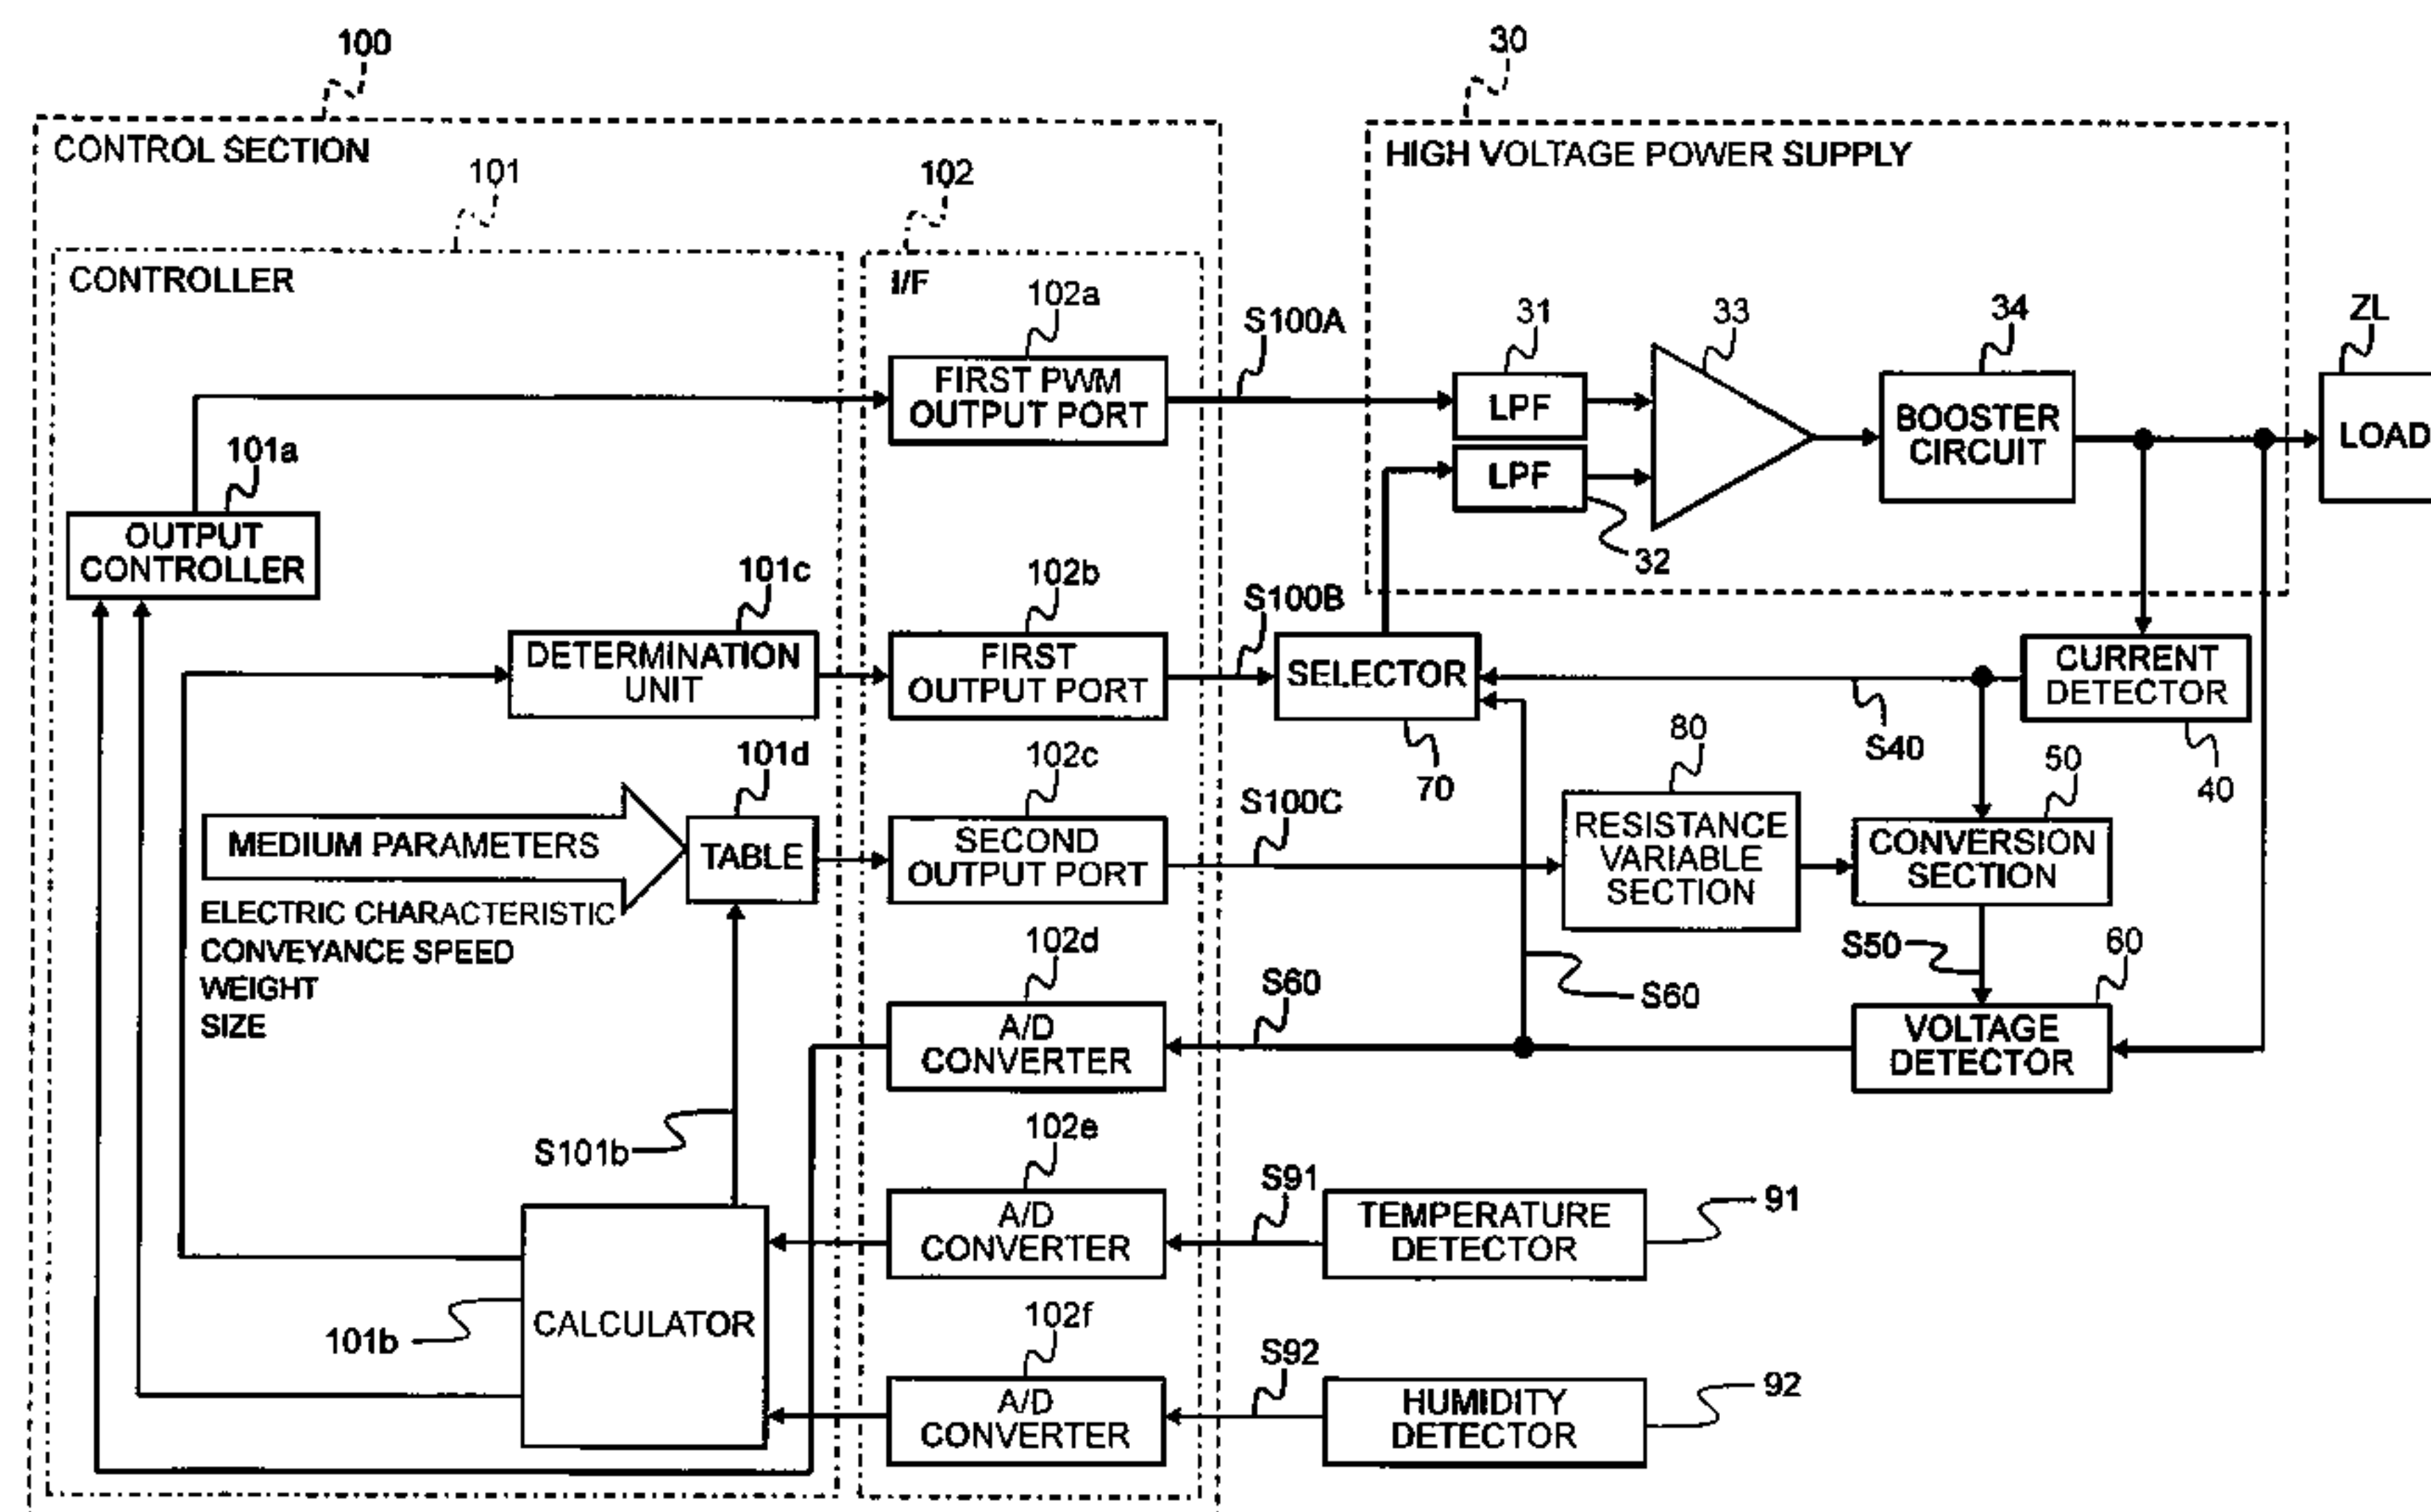 100
30
CONTROL SECTION
HIGH VOLTAGE POWER SUPPLY
101
102
CONTROLLER
I/F
102a
S100A
31
33
34
ZL
FIRST PWM
OUTPUT PORT
LPF
BOOSTER
CIRCUIT
LOAD
101a
LPF
OUTPUT
CONTROLLER
32
101c
102b
S100B
DETERMINATION
UNIT
FIRST
OUTPUT PORT
SELECTOR
CURRENT
DETECTOR
101d
102c
S100C
70
80
S40
50
40
MEDIUM PARAMETERS
TABLE
SECOND
OUTPUT PORT
RESISTANCE
VARIABLE
SECTION
CONVERSION
SECTION
ELECTRIC CHARACTERISTIC
CONVEYANCE SPEED
WEIGHT
SIZE
102d
S60
S60
S50
60
A/D
CONVERTER
VOLTAGE
DETECTOR
S101b
102e
S91
A/D
CONVERTER
TEMPERATURE
DETECTOR
91
CALCULATOR
101b
102f
S92
A/D
CONVERTER
HUMIDITY
DETECTOR
92